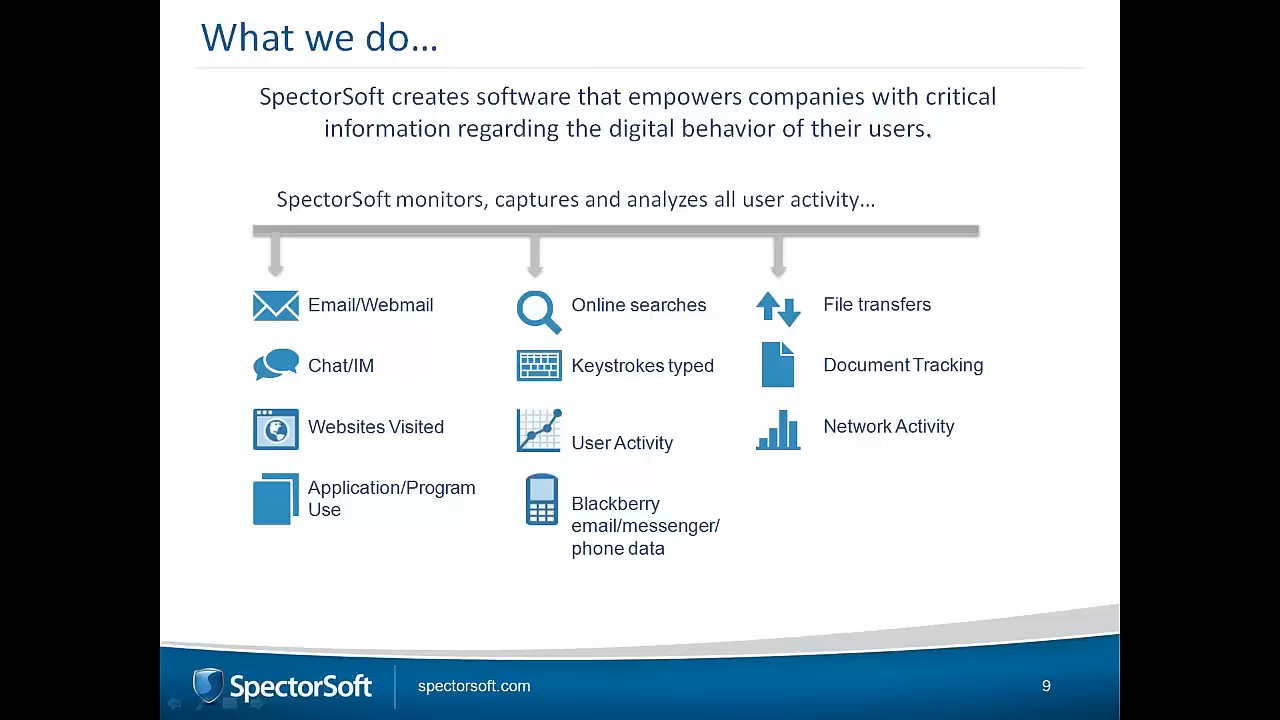 What we do...
SpectorSoft creates software that empowers companies with critical
information regarding the digital behavior of their users.
SpectorSoft monitors, captures and analyzes all user activity...
Email/Webmail
Chat/IM
Websites Visited
Application/Program
Use
Online searches
Keystrokes typed
User Activity
Blackberry
email/messenger/
phone data
File transfers
Document Tracking
Network Activity
SpectorSoft
spectorsoft.com
9